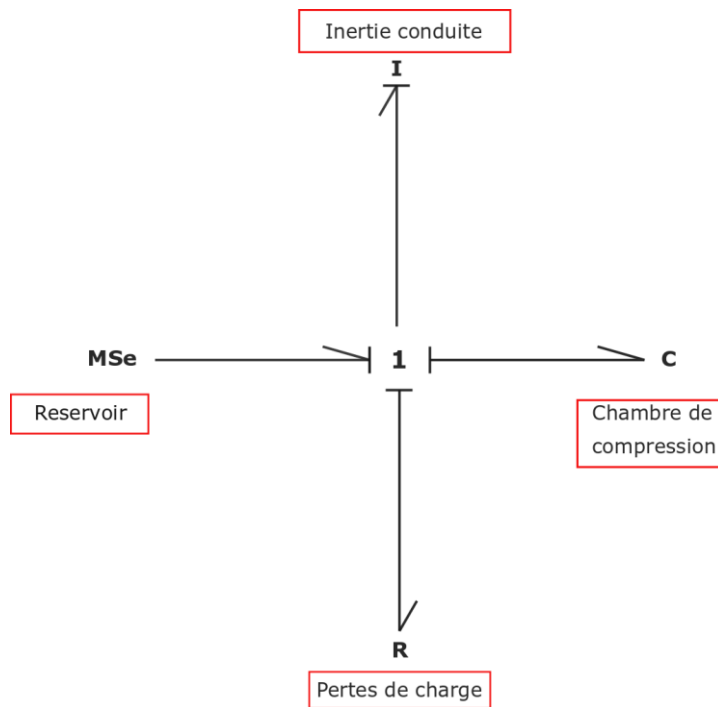 Inertie conduite
I
MSe
1
C
Reservoir
Chambre de
compression
R
Pertes de charge